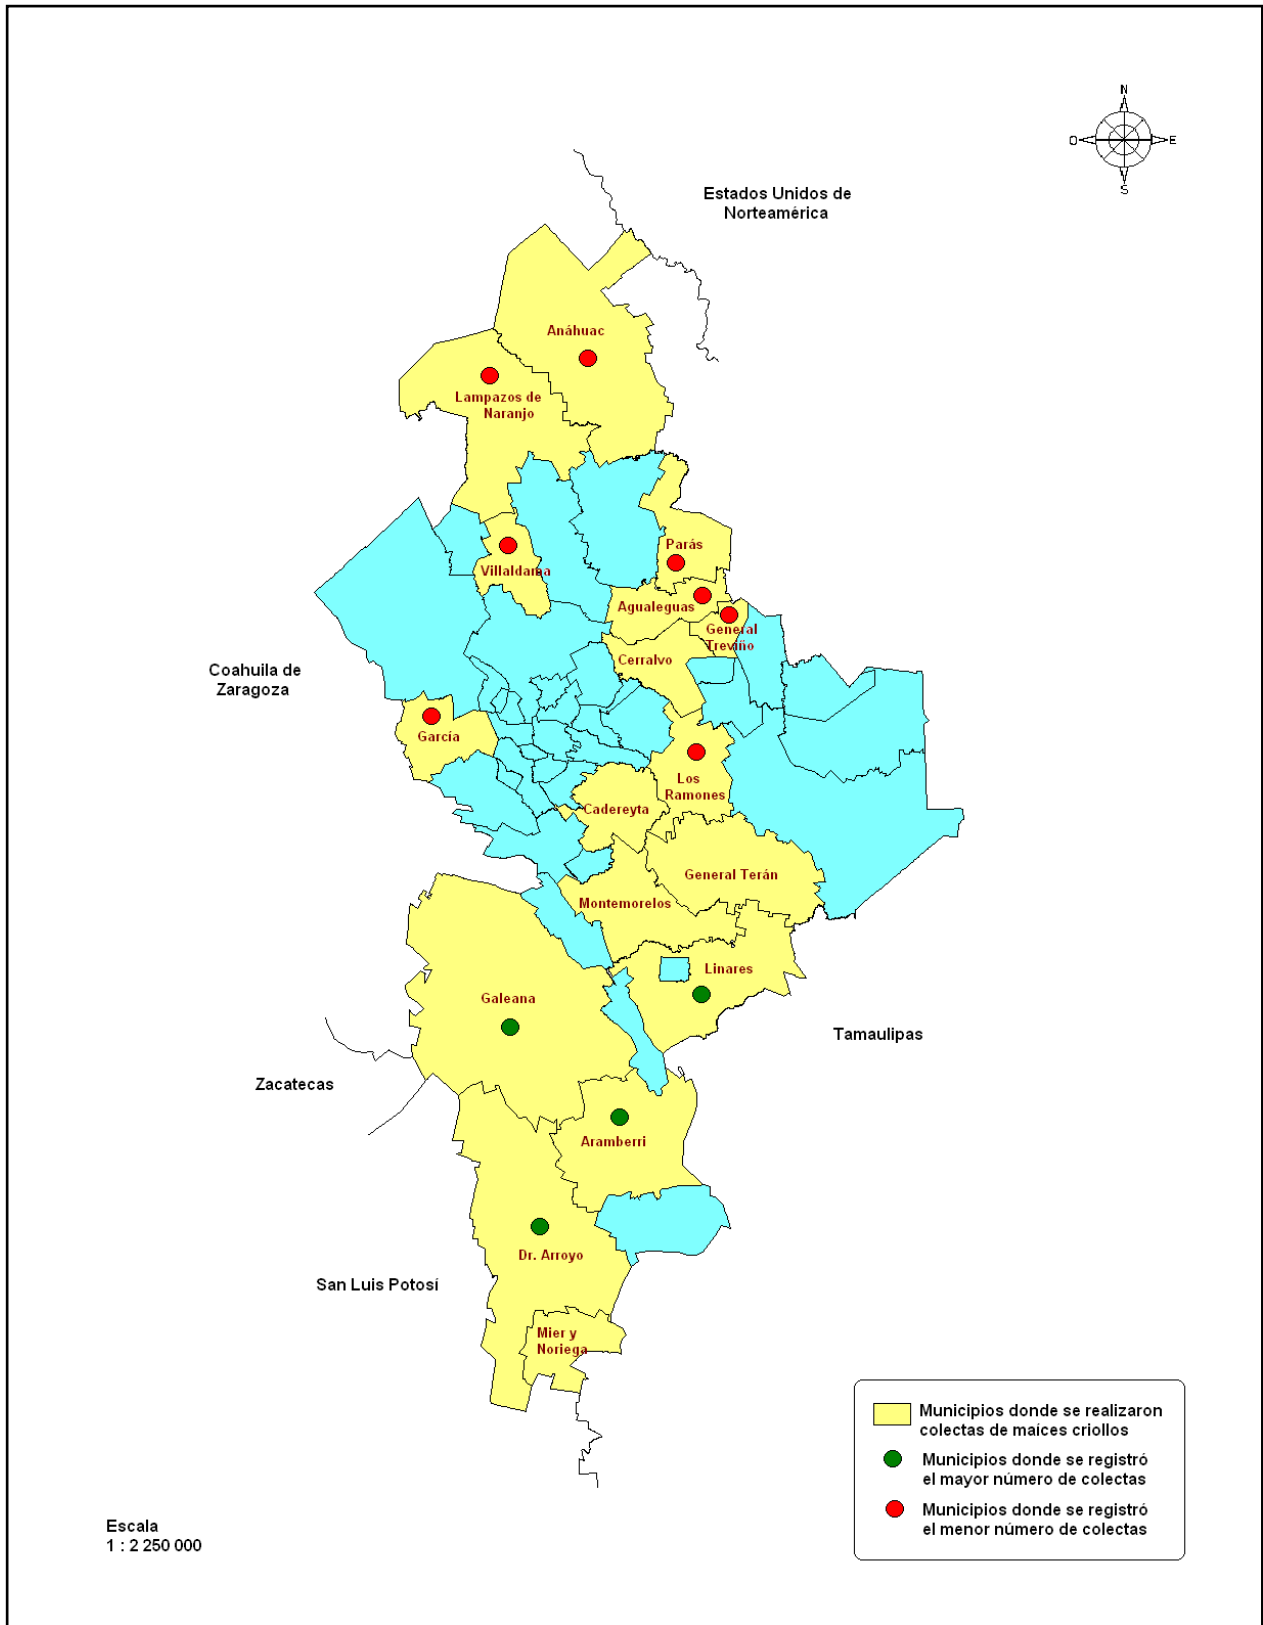 N
O
E
S
Estados Unidos de
Norteamérica
Anáhuac
Lampazos de
Naranjo
Parás
Villaldama
Agualeguas
General
Treviño
Cerralvo
Coahuila de
Zaragoza
García
Los
Ramones
Cadereyta
General Terán
Montemorelos
Linares
Galeana
Tamaulipas
Zacatecas
Aramberri
Dr. Arroyo
San Luis Potosí
Mier y
Noriega
Municipios donde se realizaron
colectas de maíces criollos
Municipios donde se registró
el mayor número de colectas
Municipios donde se registró
el menor número de colectas
Escala
1 : 2 250 000